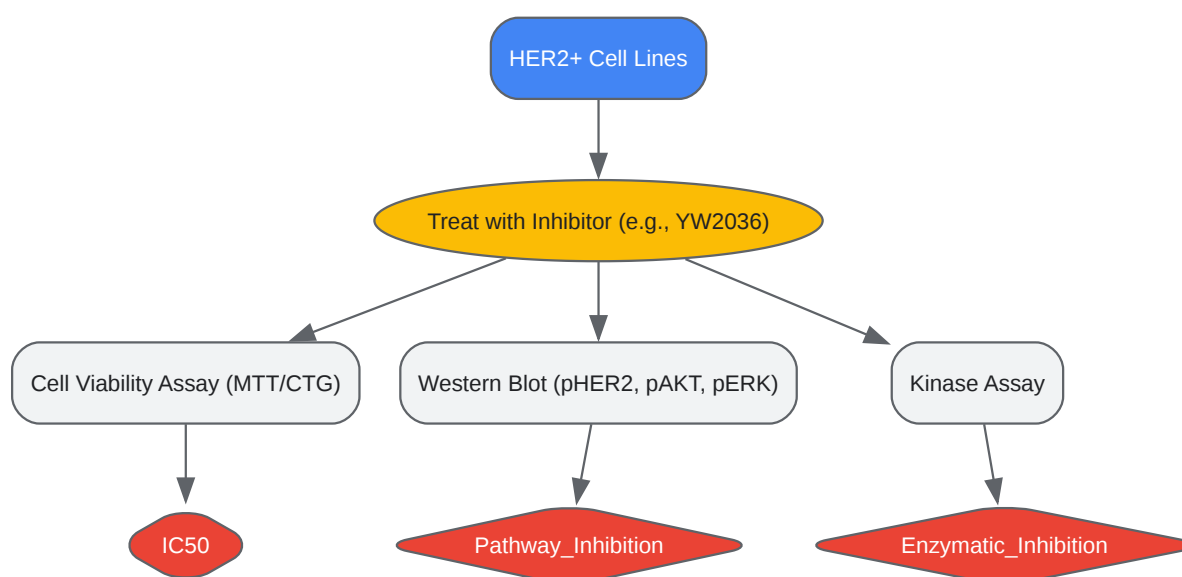 HER2+ Cell Lines
Treat with Inhibitor (e.g., YW2036)
Cell Viability Assay (MTT/CTG)
Western Blot (pHER2, pAKT, pERK)
Kinase Assay
IC50
Pathway_Inhibition
Enzymatic_Inhibition